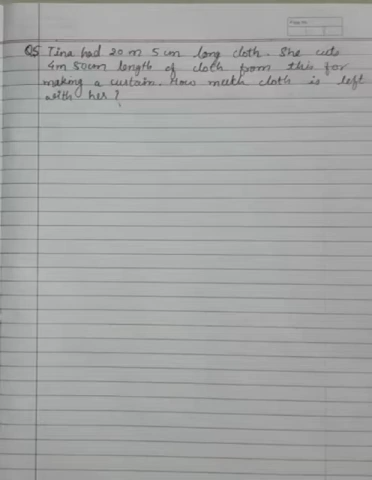 Q5 Tina had 20 m 5 cm long cloth. She cuts
4m 50cm length of cloth from this for
making a curtain. How much cloth is left
with her?